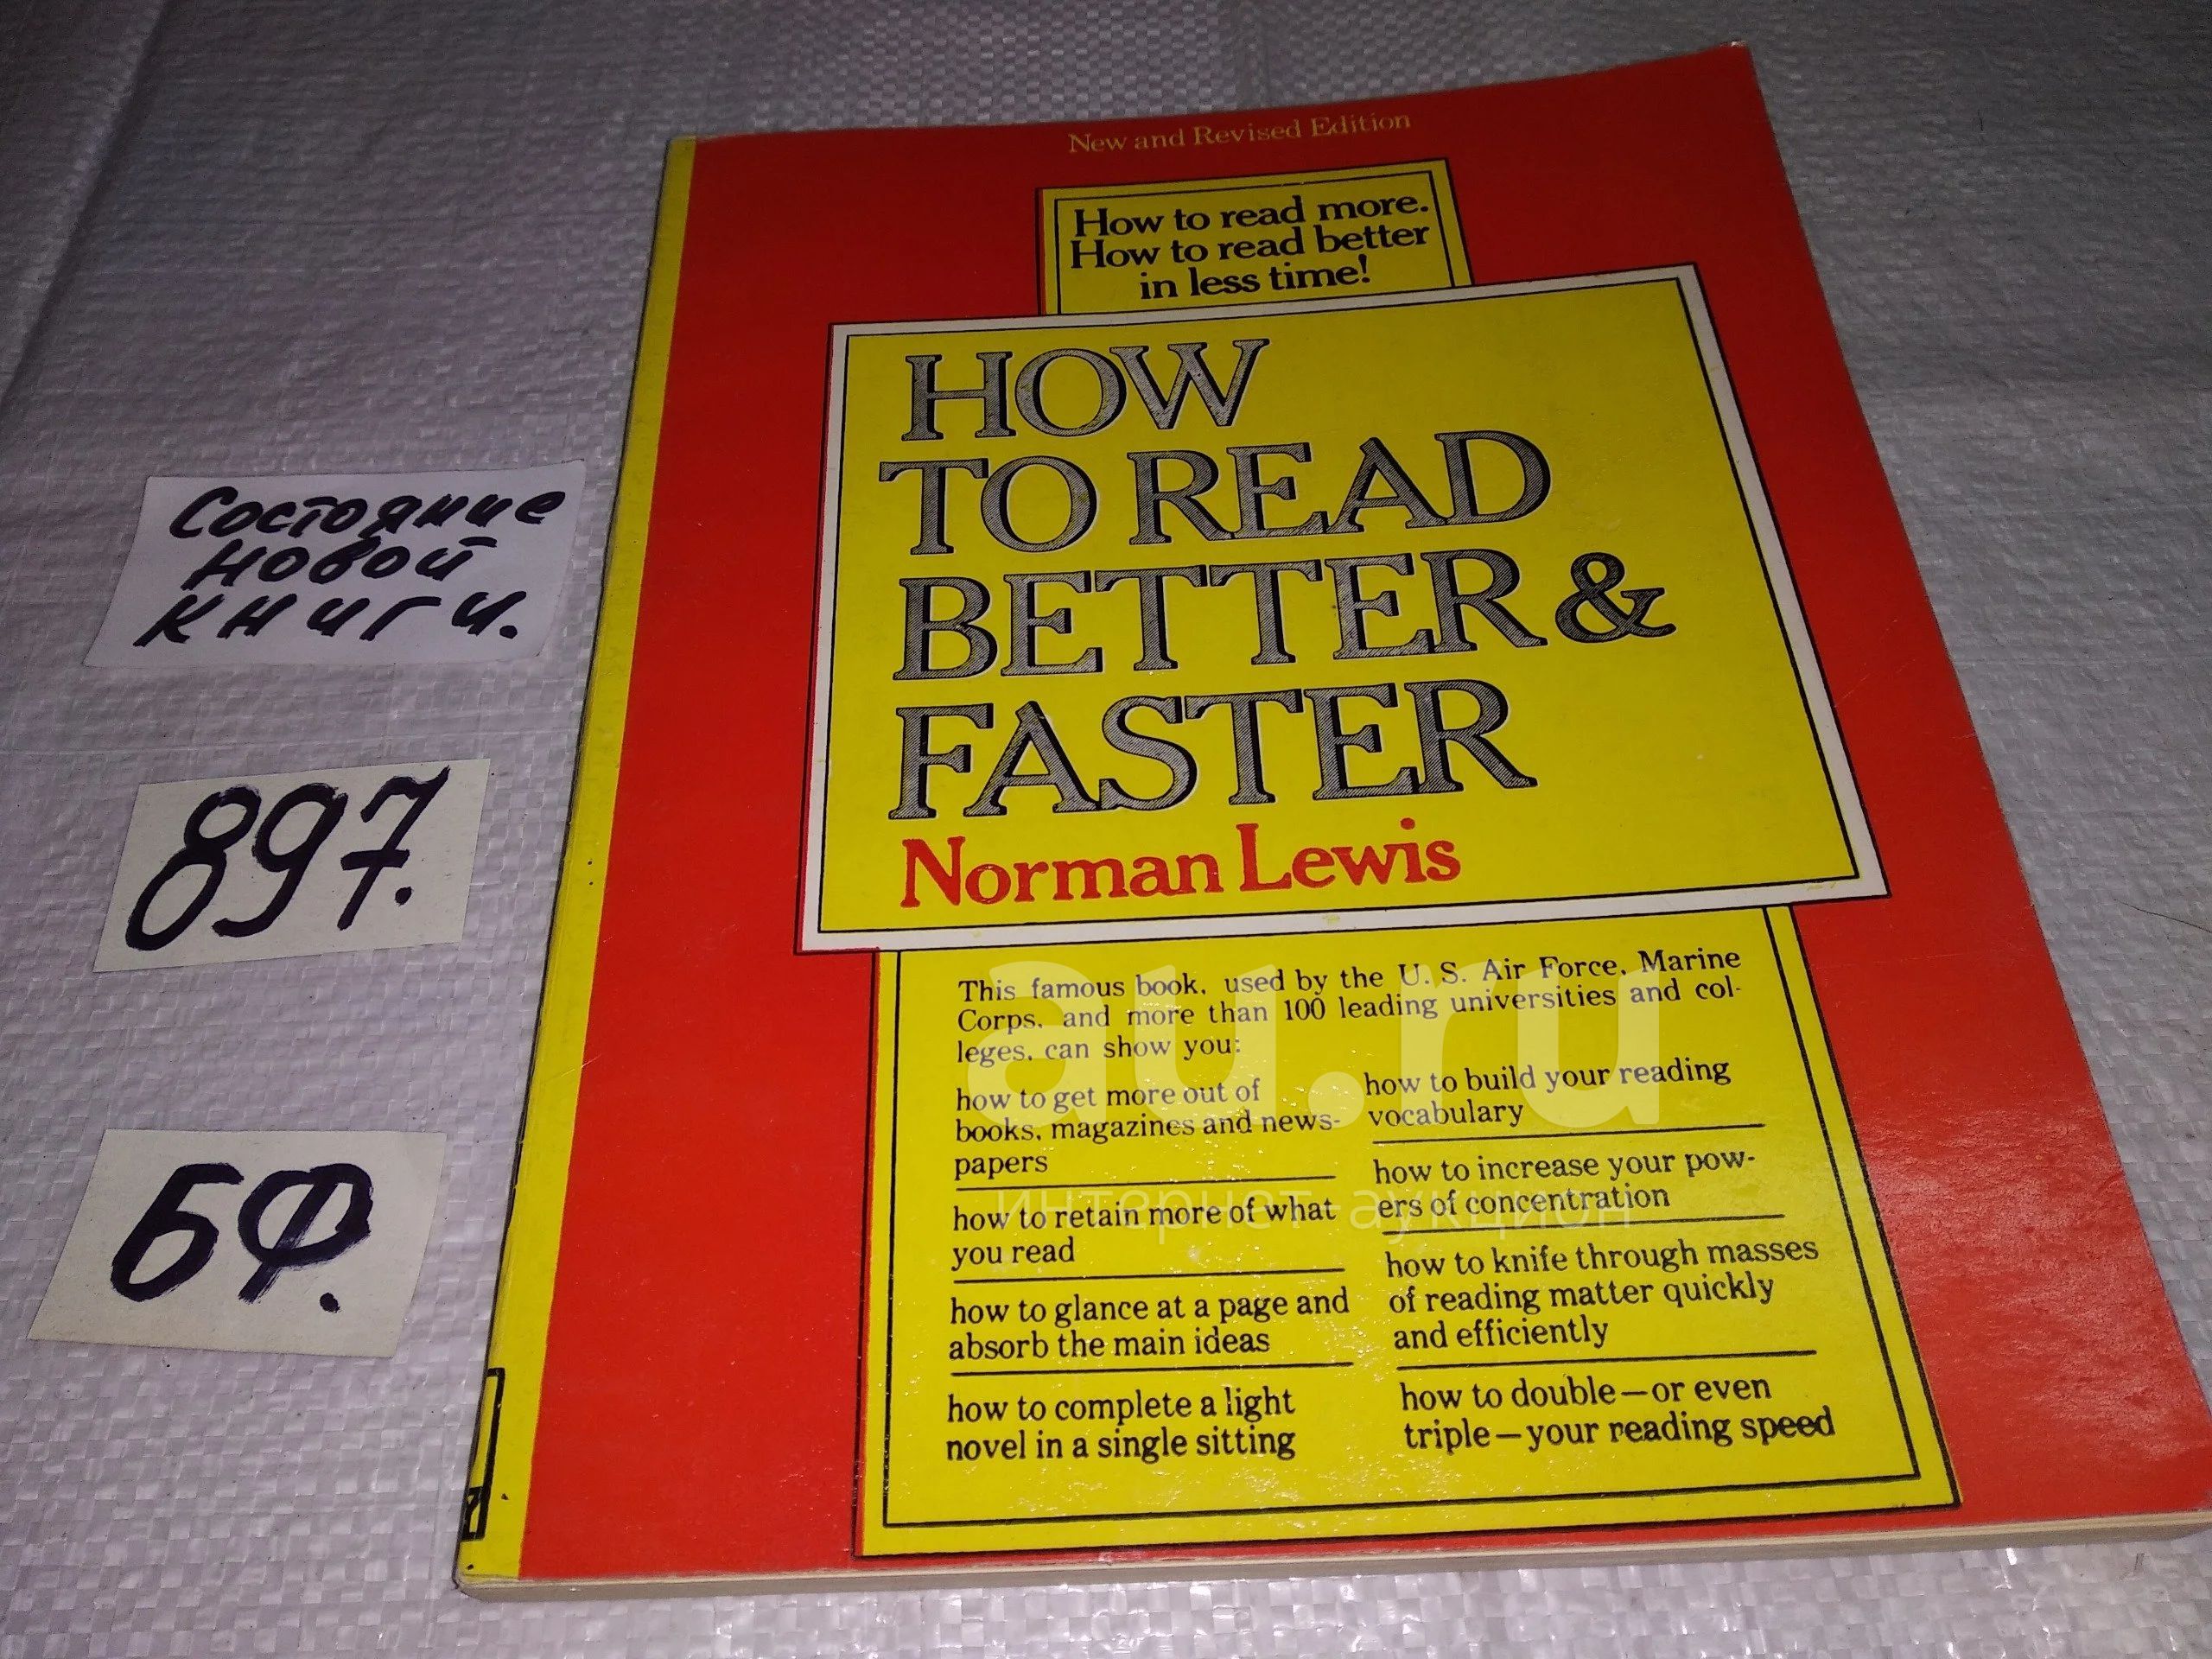 Состояние
новой
книги.
897.
БФ.
New and Revised Edition
How to read more.
How to read better
in less time!
HOW
TO READ
BETTER &
FASTER
Norman Lewis
This famous book, used by the U. S. Air Force, Marine
Corps, and more than 100 leading universities and col-
leges, can show you:
how to get more out of
books, magazines and news-
papers
how to retain more of what
you read
how to glance at a page and
absorb the main ideas
how to complete a light
novel in a single sitting
how to build your reading
vocabulary
how to increase your pow-
ers of concentration
how to knife through masses
of reading matter quickly
and efficiently
how to double—or even
triple—your reading speed
au.ru
интернет-аукцион